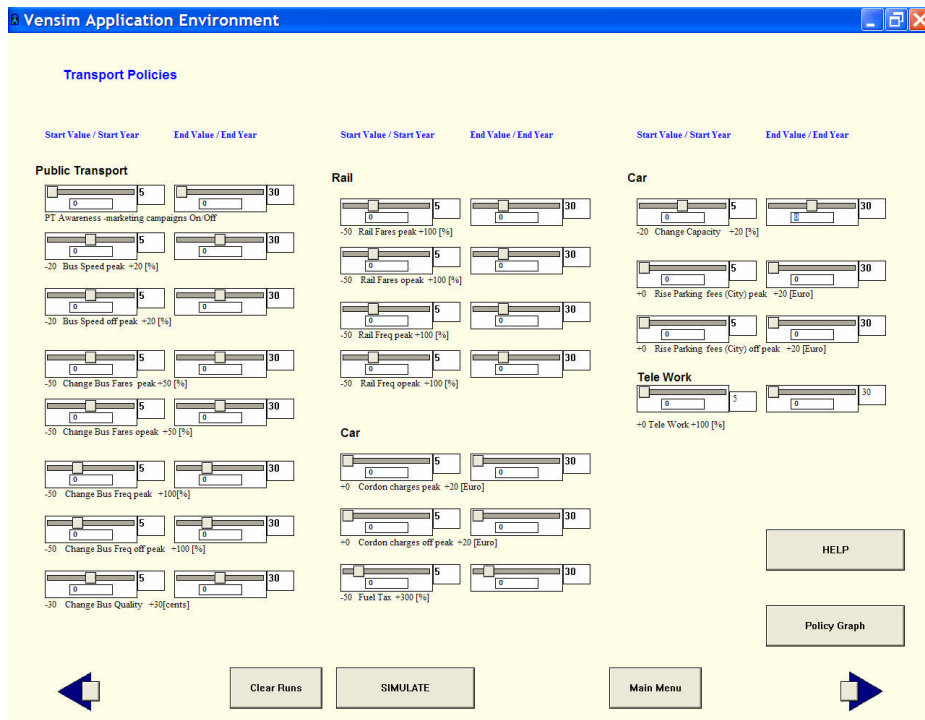 Vensim Application Environment
Transport Policies
Start Value / Start Year End Value / End Year
Public Transport
5 30
0 0
PT Awareness -marketing campaigns On/Off
5 30
0 0
-20 Bus Speed peak +20 [%]
5 30
0 0
-20 Bus Speed off peak +20 [%]
5 30
0 0
-50 Change Bus Fares peak +50 [%]
5 30
0 0
-50 Change Bus Fares opeak +50 [%]
5 30
0 0
-50 Change Bus Freq peak +100[%]
5 30
0 0
-50 Change Bus Freq off peak +100 [%]
5 30
0 0
-30 Change Bus Quality +30[cents]
Start Value / Start Year End Value / End Year
Rail
5 30
0 0
-50 Rail Fares peak +100 [%]
5 30
0 0
-50 Rail Fares opeak +100 [%]
5 30
0 0
-50 Rail Freq peak +100 [%]
5 30
0 0
-50 Rail Freq opeak +100 [%]
Car
5 30
0 0
+0 Cordon charges peak +20 [Euro]
5 30
0 0
+0 Cordon charges off peak +20 [Euro]
5 30
0 0
-50 Fuel Tax +300 [%]
Start Value / Start Year End Value / End Year
Car
5 30
0 0
-20 Change Capacity +20 [%]
5 30
0 0
+0 Rise Parking fees (City) peak +20 [Euro]
5 30
0 0
+0 Rise Parking fees (City) off peak +20 [Euro]
Tele Work
5 30
0 0
+0 Tele Work +100 [%]
HELP
Policy Graph
Clear Runs SIMULATE Main Menu